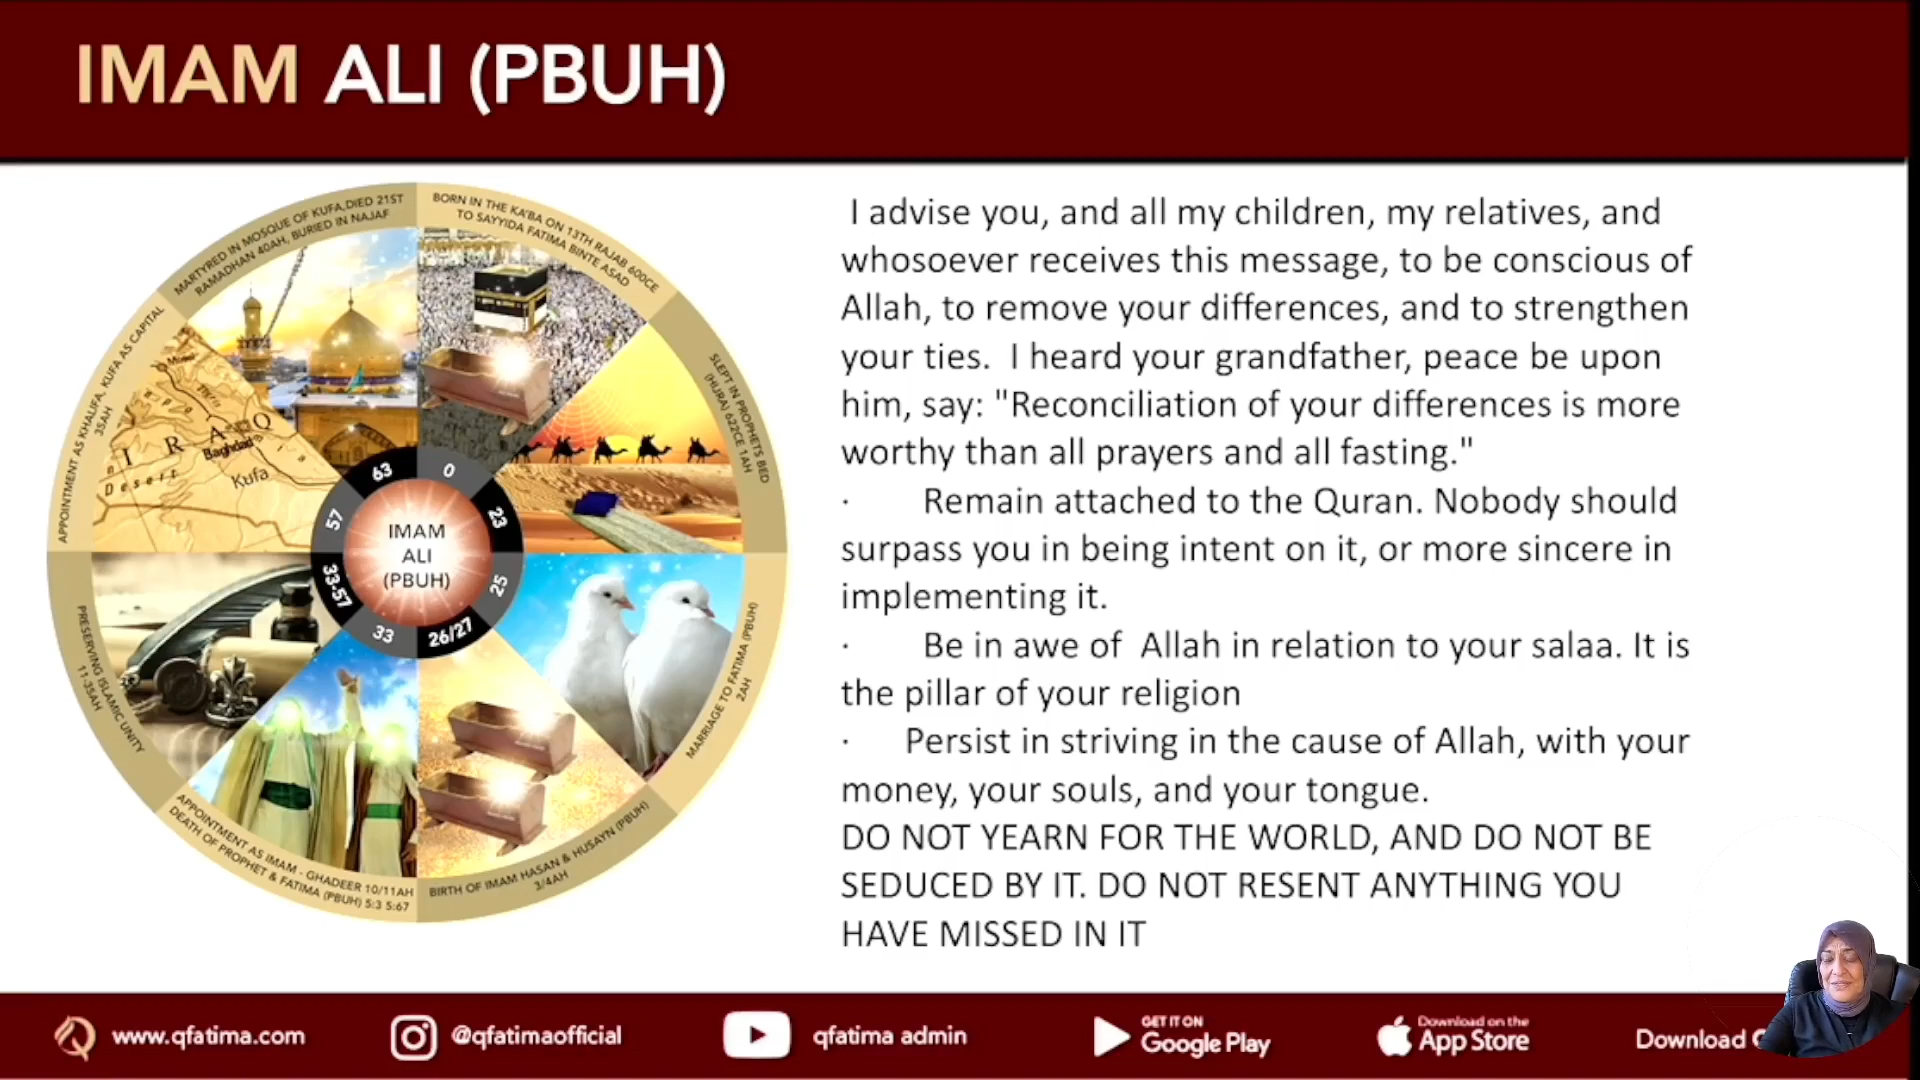 IMAM ALI (PBUH)
MARTYRED IN MOSQUE OF KUFA,DIED 21ST
RAMADHAN 40AH, BURIED IN NAJAF
BORN IN THE KA'BA ON 13TH RAJAB 600CE
TO SAYYIDA FATIMA BINTE ASAD
SLEPT IN PROPHETS BED
(HIJRA) 622CE 1AH
MARRIAGE TO FATIMA (PBUH)
2AH
BIRTH OF IMAM HASAN & HUSAYN (PBUH)
3/4AH
APPOINTMENT AS IMAM - GHADEER 10/11AH
DEATH OF PROPHET & FATIMA (PBUH) 5:3 5:67
PRESERVING ISLAMIC UNITY
11-35AH
APPOINTMENT AS KHALIFA, KUFA AS CAPITAL
35AH
IRAQ
Baghdad
Kufa
Desert
63
0
23
25
26/27
33
33-57
57
IMAM
ALI
(PBUH)
I advise you, and all my children, my relatives, and
whosoever receives this message, to be conscious of
Allah, to remove your differences, and to strengthen
your ties.  I heard your grandfather, peace be upon
him, say: "Reconciliation of your differences is more
worthy than all prayers and all fasting."
· Remain attached to the Quran. Nobody should
surpass you in being intent on it, or more sincere in
implementing it.
· Be in awe of  Allah in relation to your salaa. It is
the pillar of your religion
· Persist in striving in the cause of Allah, with your
money, your souls, and your tongue.
DO NOT YEARN FOR THE WORLD, AND DO NOT BE
SEDUCED BY IT. DO NOT RESENT ANYTHING YOU
HAVE MISSED IN IT
www.qfatima.com
@qfatimaofficial
qfatima admin
GET IT ON
Google Play
Download on the
App Store
Download